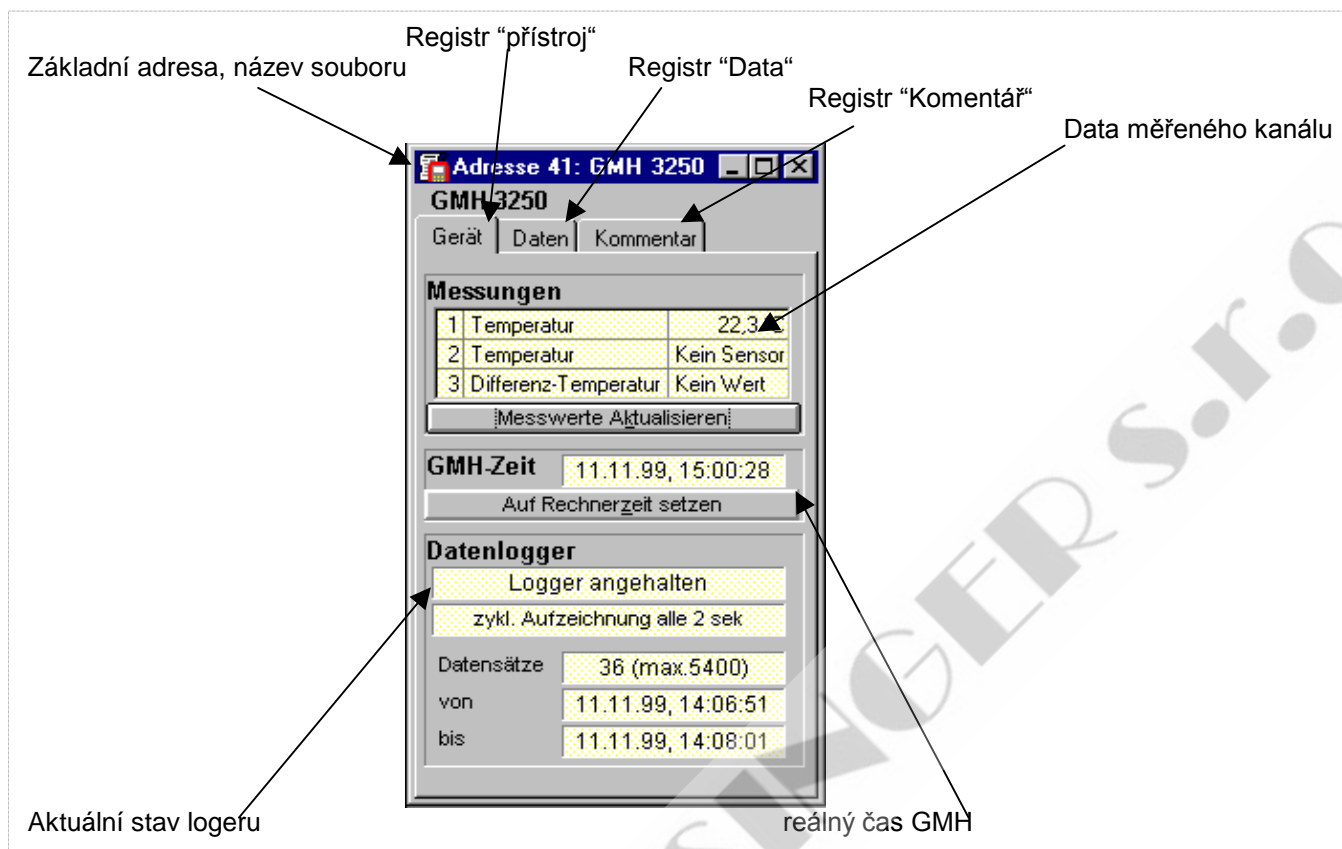 Registr “přístroj“
Základní adresa, název souboru
Registr “Data“
Registr “Komentář“
Data měřeného kanálu
Adresse 41: GMH 3250
GMH 3250
Gerät Daten Kommentar
Messungen
1 Temperatur 22,3
2 Temperatur Kein Sensor
3 Differenz-Temperatur Kein Wert
Messwerte Aktualisieren
GMH-Zeit 11.11.99, 15:00:28
Auf Rechnerzeit setzen
Datenlogger
Logger angehalten
zykl. Aufzeichnung alle 2 sek
Datensätze 36 (max.5400)
von 11.11.99, 14:06:51
bis 11.11.99, 14:08:01
Aktuální stav logeru
reálný čas GMH